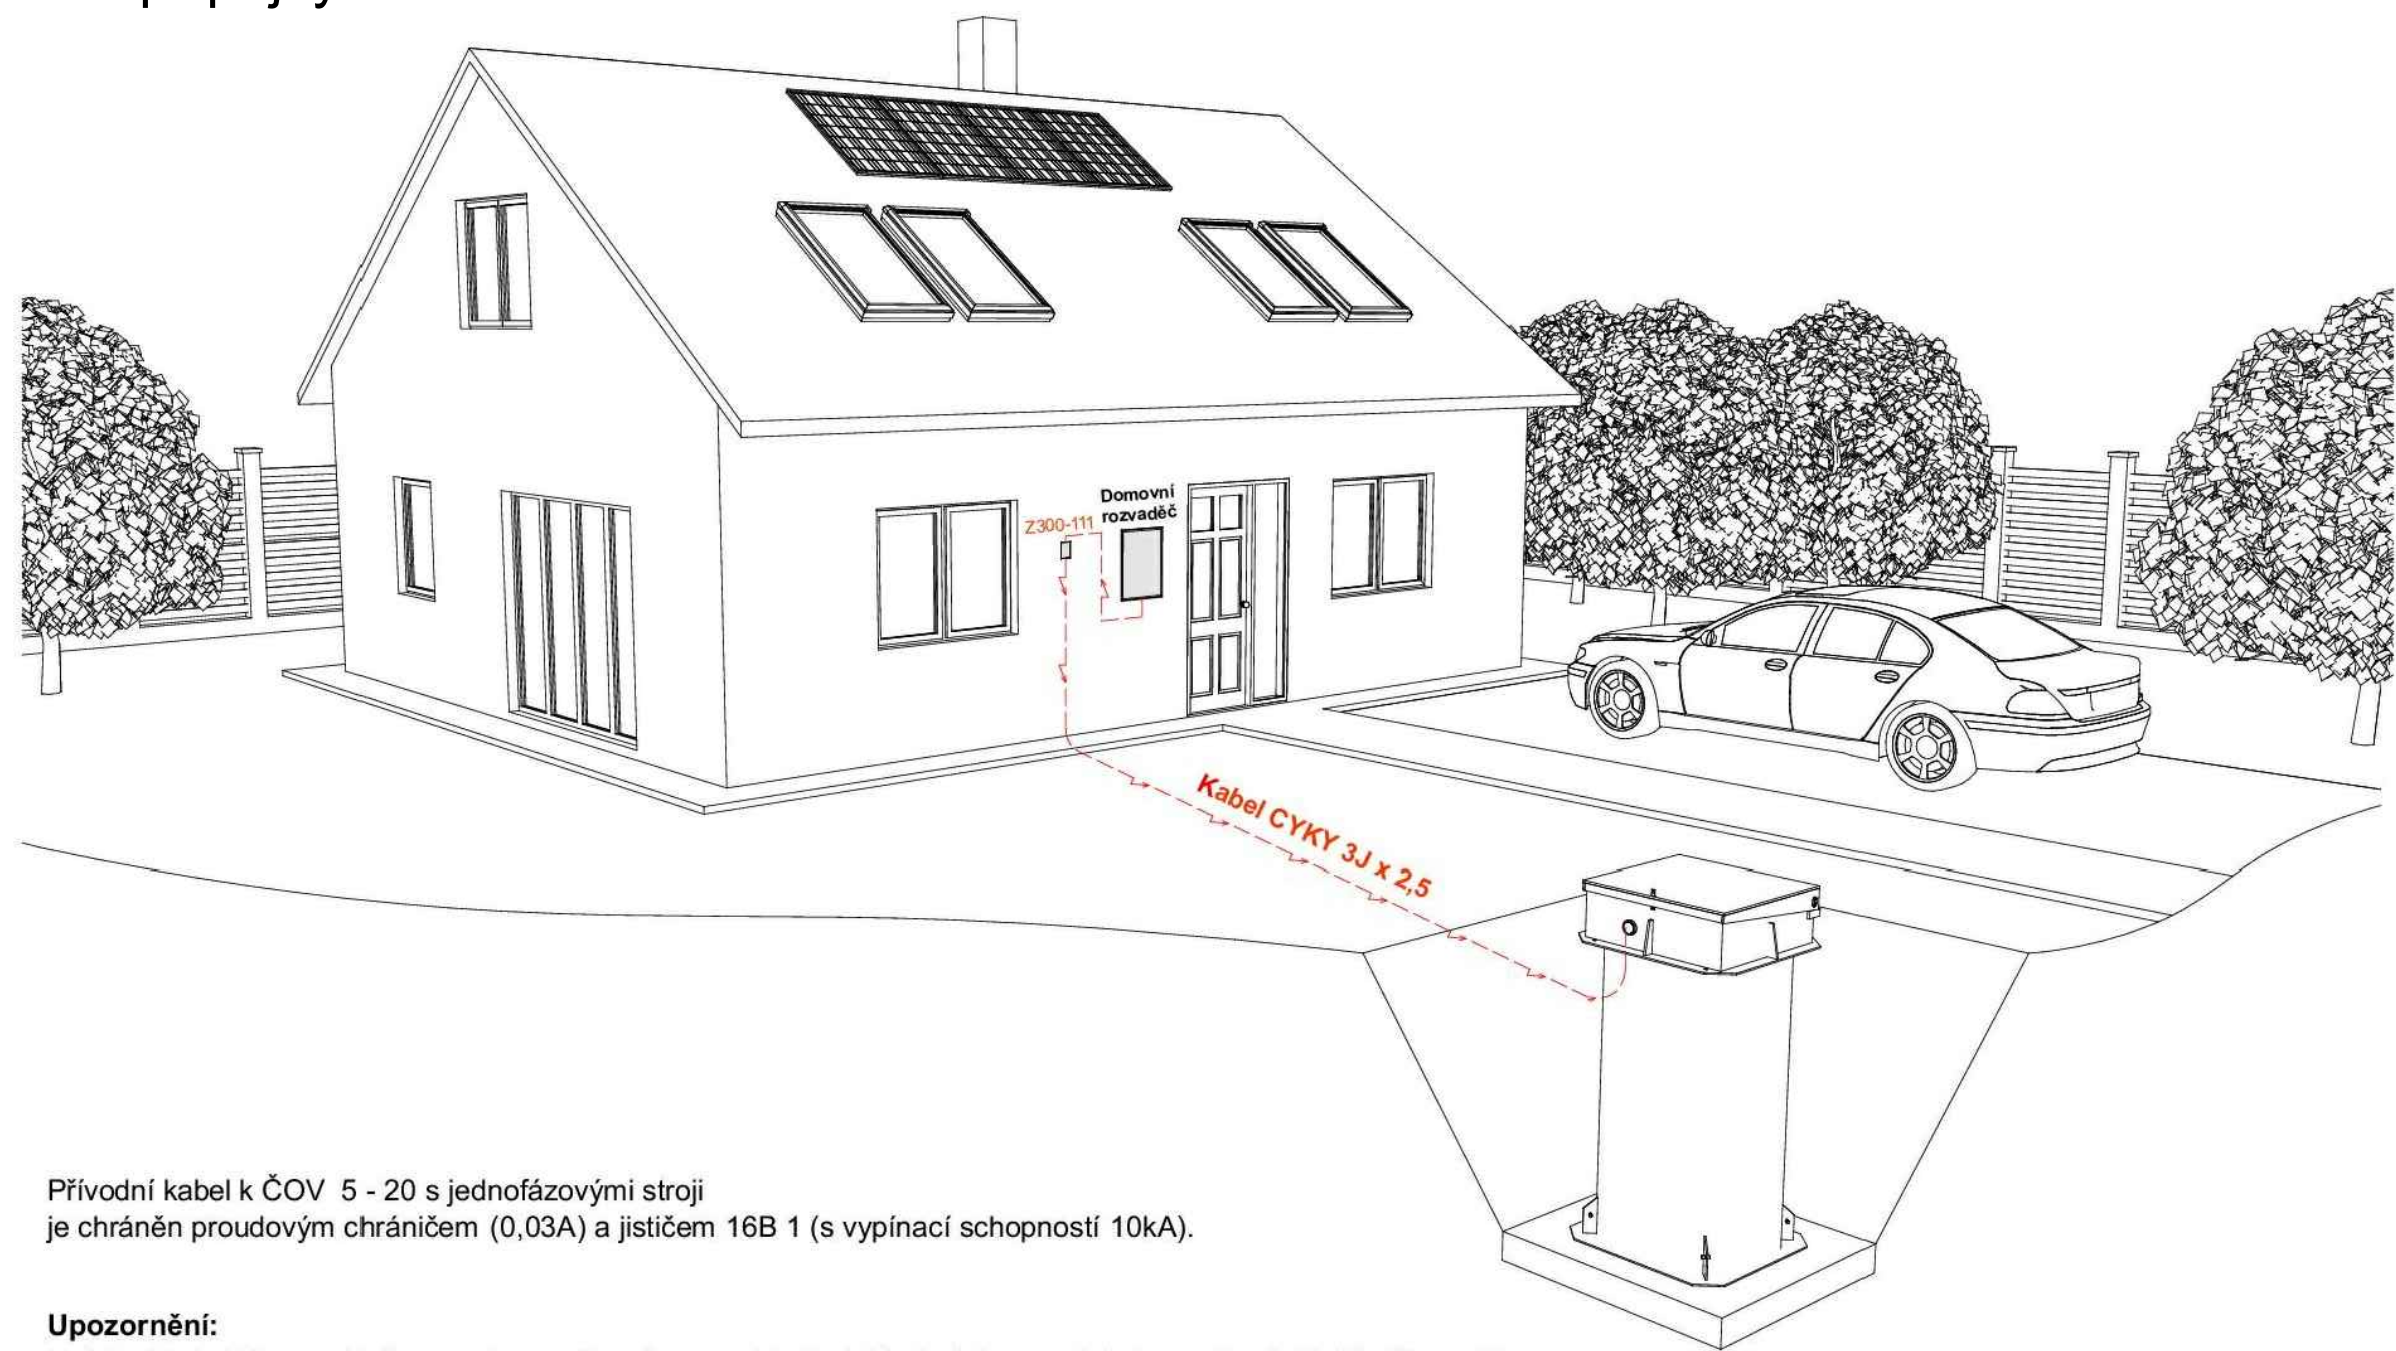 Domovní
Z300-111 rozvaděč
Kabel CYKY 3J x 2,5
Přívodní kabel k ČOV 5 - 20 s jednofázovými stroji
je chráněn proudovým chráničem (0,03A) a jističem 16B 1 (s vypínací schopností 10kA).
Upozornění: